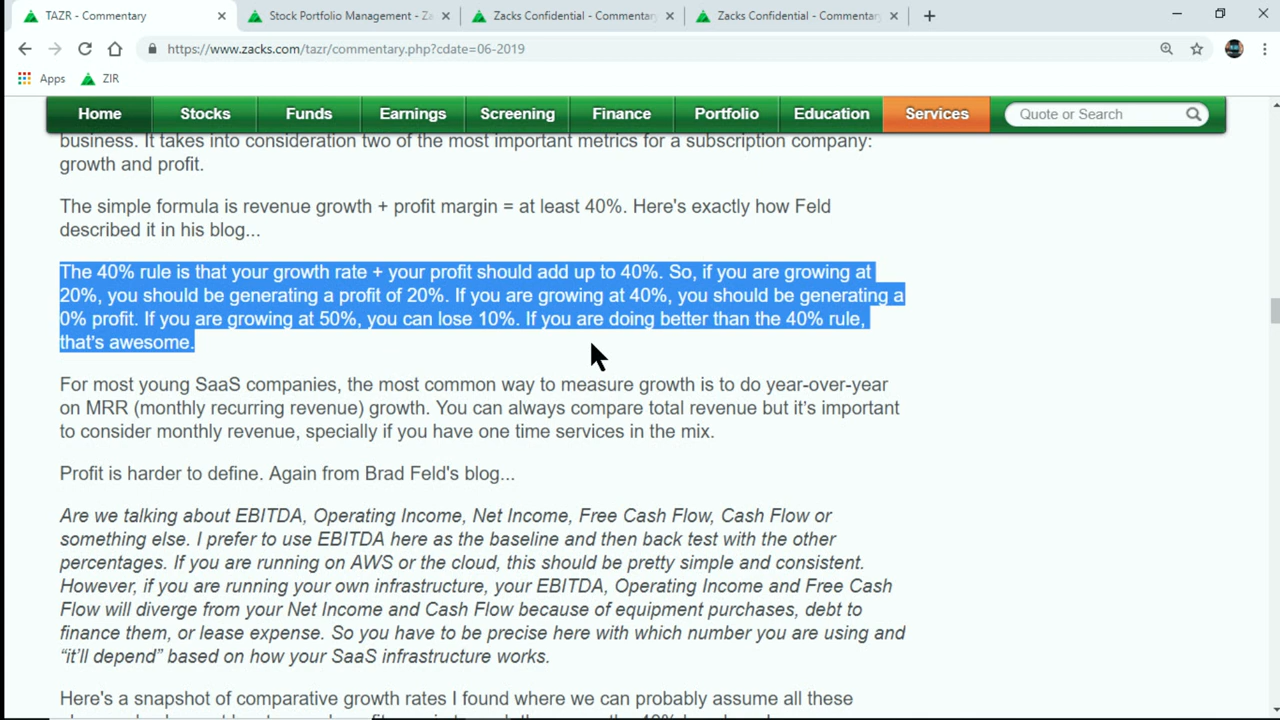 TAZR - Commentary
Stock Portfolio Management - Za
Zacks Confidential - Commentary
Zacks Confidential - Commentary
https://www.zacks.com/tazr/commentary.php?cdate=06-2019
Apps ZIR
Home Stocks Funds Earnings Screening Finance Portfolio Education Services Quote or Search
business. It takes into consideration two of the most important metrics for a subscription company:
growth and profit.
The simple formula is revenue growth + profit margin = at least 40%. Here's exactly how Feld
described it in his blog...
The 40% rule is that your growth rate + your profit should add up to 40%. So, if you are growing at
20%, you should be generating a profit of 20%. If you are growing at 40%, you should be generating a
0% profit. If you are growing at 50%, you can lose 10%. If you are doing better than the 40% rule,
that's awesome.
For most young SaaS companies, the most common way to measure growth is to do year-over-year
on MRR (monthly recurring revenue) growth. You can always compare total revenue but it's important
to consider monthly revenue, specially if you have one time services in the mix.
Profit is harder to define. Again from Brad Feld's blog...
Are we talking about EBITDA, Operating Income, Net Income, Free Cash Flow, Cash Flow or
something else. I prefer to use EBITDA here as the baseline and then back test with the other
percentages. If you are running on AWS or the cloud, this should be pretty simple and consistent.
However, if you are running your own infrastructure, your EBITDA, Operating Income and Free Cash
Flow will diverge from your Net Income and Cash Flow because of equipment purchases, debt to
finance them, or lease expense. So you have to be precise here with which number you are using and
“it’ll depend” based on how your SaaS infrastructure works.
Here's a snapshot of comparative growth rates I found where we can probably assume all these